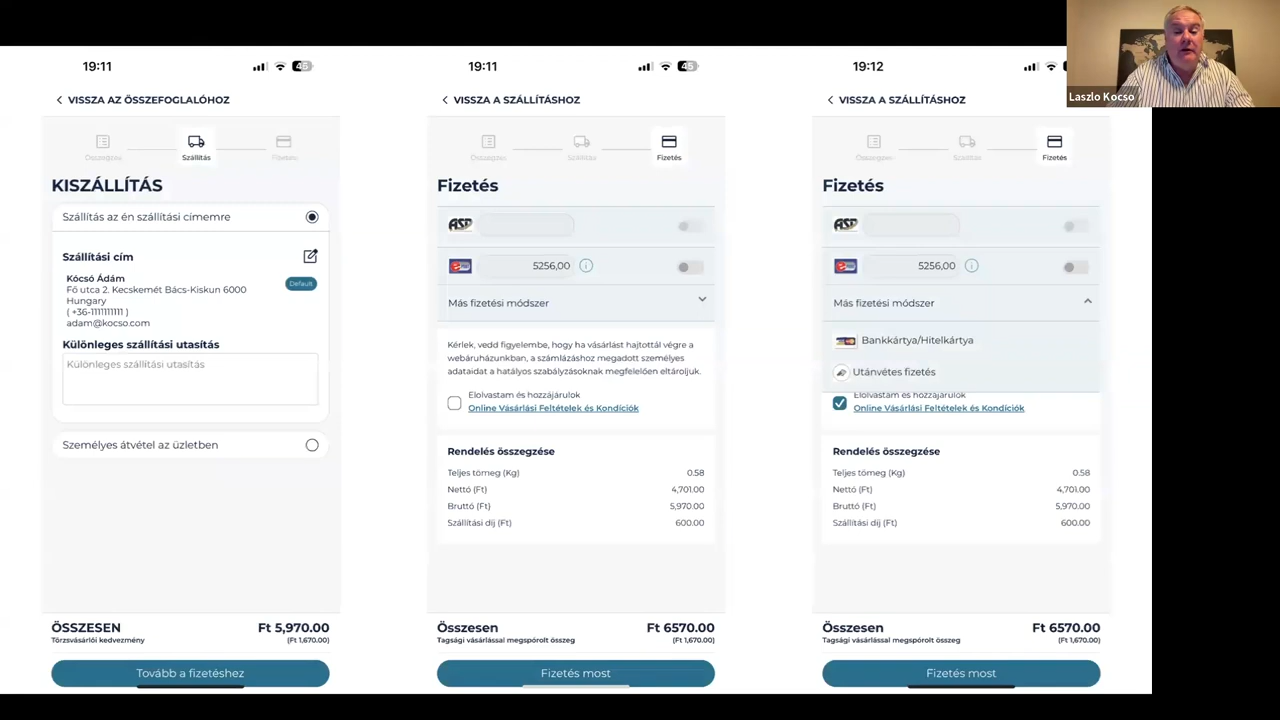 19:11
45
VISSZA AZ ÖSSZEFOGLALÓHOZ
Szállítás
KISZÁLLÍTÁS
Szállítás az én szállítási címemre
Szállítási cím
Kócsó Ádám
Default
Fő utca 2. Kecskemét Bács-Kiskun 6000
Hungary
( +36-1111111111 )
adam@kocso.com
Különleges szállítási utasítás
Különleges szállítási utasítás
Személyes átvétel az üzletben
ÖSSZESEN
Ft 5,970.00
Törzsvásárlói kedvezmény
(Ft 1,670.00)
Tovább a fizetéshez
19:11
45
VISSZA A SZÁLLÍTÁSHOZ
Szállítás
Fizetés
Fizetés
ASP
5256,00
Más fizetési módszer
Kérlek, vedd figyelembe, hogy ha vásárlást hajtottál végre a
webáruházunkban, a számlázáshoz megadott személyes
adataidat a hatályos szabályzásoknak megfelelően eltároljuk.
Elolvastam és hozzájárulok
Online Vásárlási Feltételek és Kondíciók
Rendelés összegzése
Teljes tömeg (Kg)
0.58
Nettó (Ft)
4,701.00
Bruttó (Ft)
5,970.00
Szállítási díj (Ft)
600.00
Összesen
Ft 6570.00
Tagsági vásárlással megspórolt összeg
(Ft 1,670.00)
Fizetés most
19:12
VISSZA A SZÁLLÍTÁSHOZ
Szállítás
Fizetés
Fizetés
ASP
5256,00
Más fizetési módszer
Bankkártya/Hitelkártya
Utánvétes fizetés
Elolvastam és hozzájárulok
Online Vásárlási Feltételek és Kondíciók
Rendelés összegzése
Teljes tömeg (Kg)
0.58
Nettó (Ft)
4,701.00
Bruttó (Ft)
5,970.00
Szállítási díj (Ft)
600.00
Összesen
Ft 6570.00
Tagsági vásárlással megspórolt összeg
(Ft 1,670.00)
Fizetés most
Laszlo Kocso